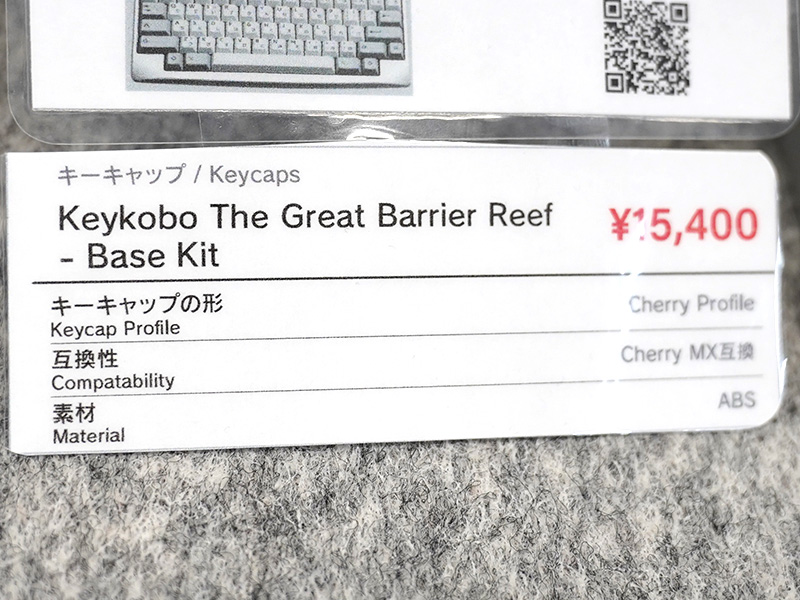 キーキャップ / Keycaps
Keykobo The Great Barrier Reef
- Base Kit
¥15,400
キーキャップの形
Keycap Profile
Cherry Profile
互換性
Compatability
Cherry MX互換
素材
Material
ABS